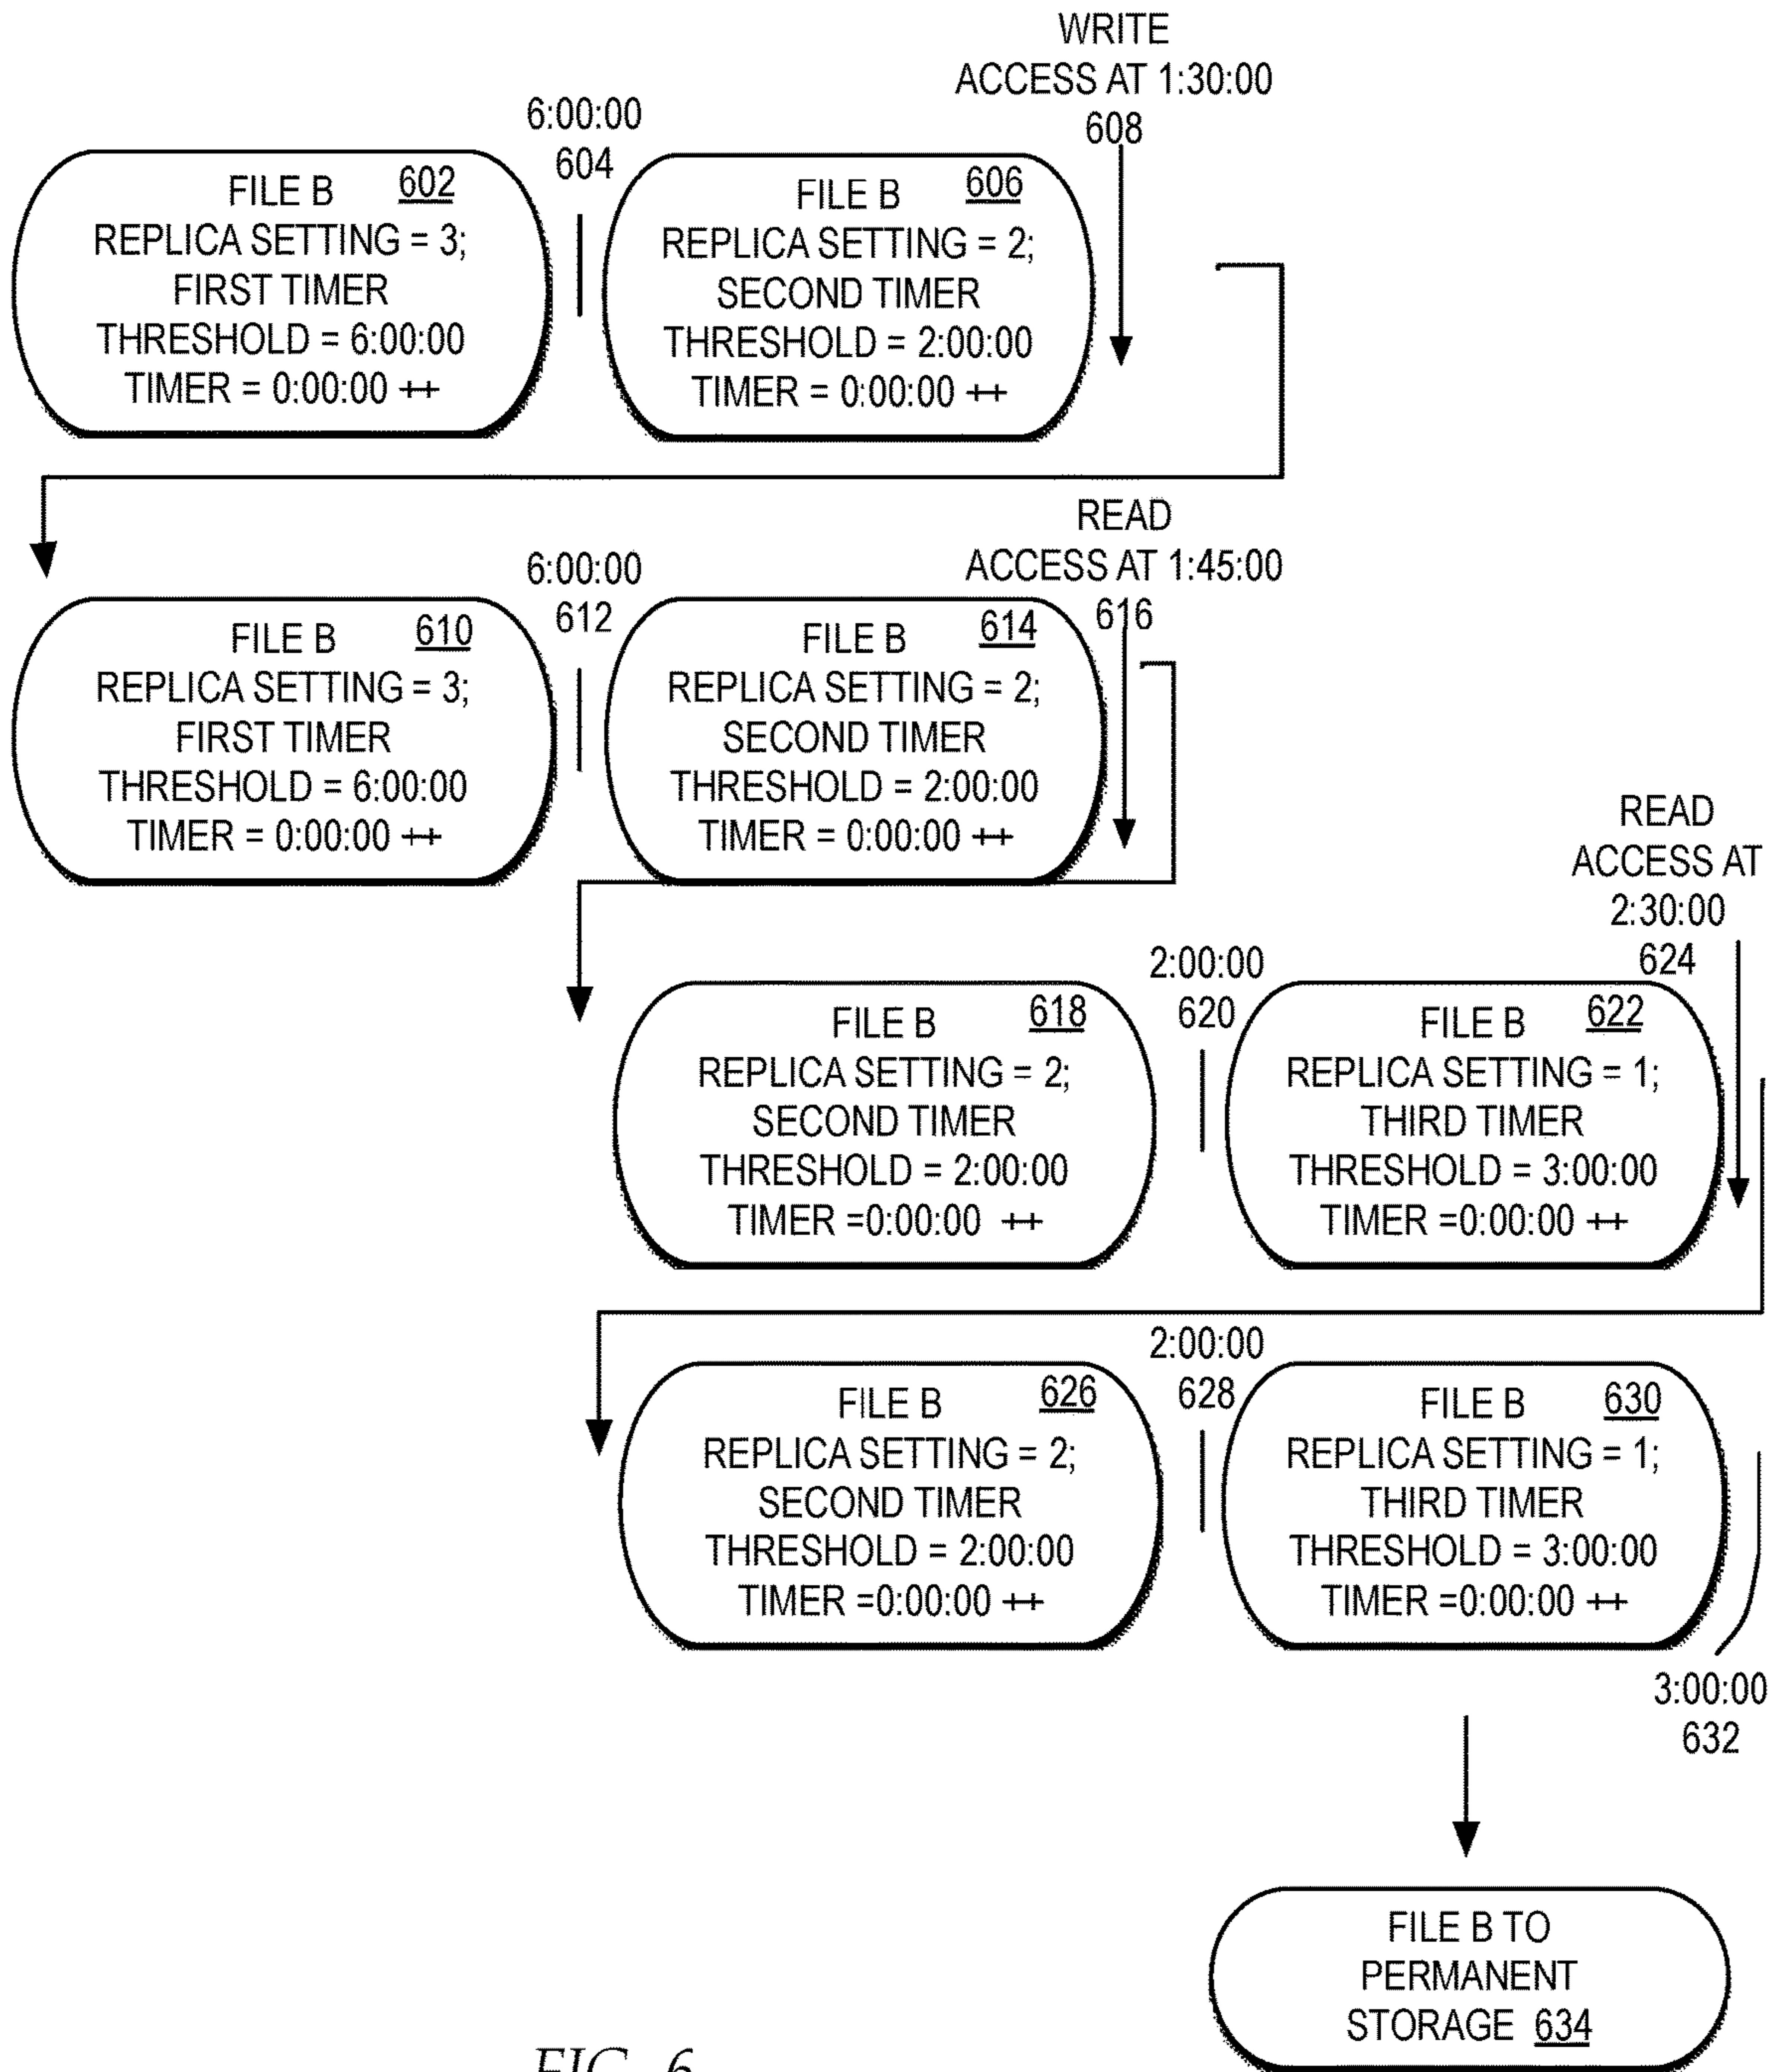 WRITE
ACCESS AT 1:30:00
608
6:00:00
604
FILE B 602
REPLICA SETTING = 3;
FIRST TIMER
THRESHOLD = 6:00:00
TIMER = 0:00:00 ++
FILE B 606
REPLICA SETTING = 2;
SECOND TIMER
THRESHOLD = 2:00:00
TIMER = 0:00:00 ++
READ
ACCESS AT 1:45:00
616
6:00:00
612
FILE B 610
REPLICA SETTING = 3;
FIRST TIMER
THRESHOLD = 6:00:00
TIMER = 0:00:00 ++
FILE B 614
REPLICA SETTING = 2;
SECOND TIMER
THRESHOLD = 2:00:00
TIMER = 0:00:00 ++
READ
ACCESS AT
2:30:00
624
2:00:00
620
FILE B 618
REPLICA SETTING = 2;
SECOND TIMER
THRESHOLD = 2:00:00
TIMER =0:00:00 ++
FILE B 622
REPLICA SETTING = 1;
THIRD TIMER
THRESHOLD = 3:00:00
TIMER =0:00:00 ++
2:00:00
628
FILE B 626
REPLICA SETTING = 2;
SECOND TIMER
THRESHOLD = 2:00:00
TIMER =0:00:00 ++
FILE B 630
REPLICA SETTING = 1;
THIRD TIMER
THRESHOLD = 3:00:00
TIMER =0:00:00 ++
3:00:00
632
FILE B TO
PERMANENT
STORAGE 634
FIG. 6